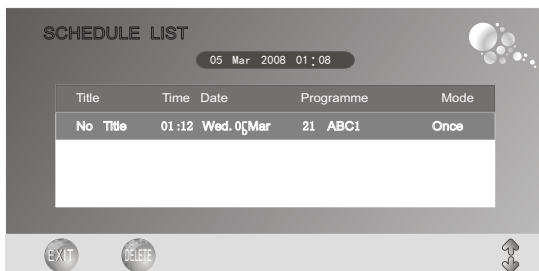 SCHEDULE LIST
05 Mar 2008 01:08
Title Time Date Programme Mode
No Title 01:12 Wed. 05 Mar 21 ABC1 Once
EXIT DELETE